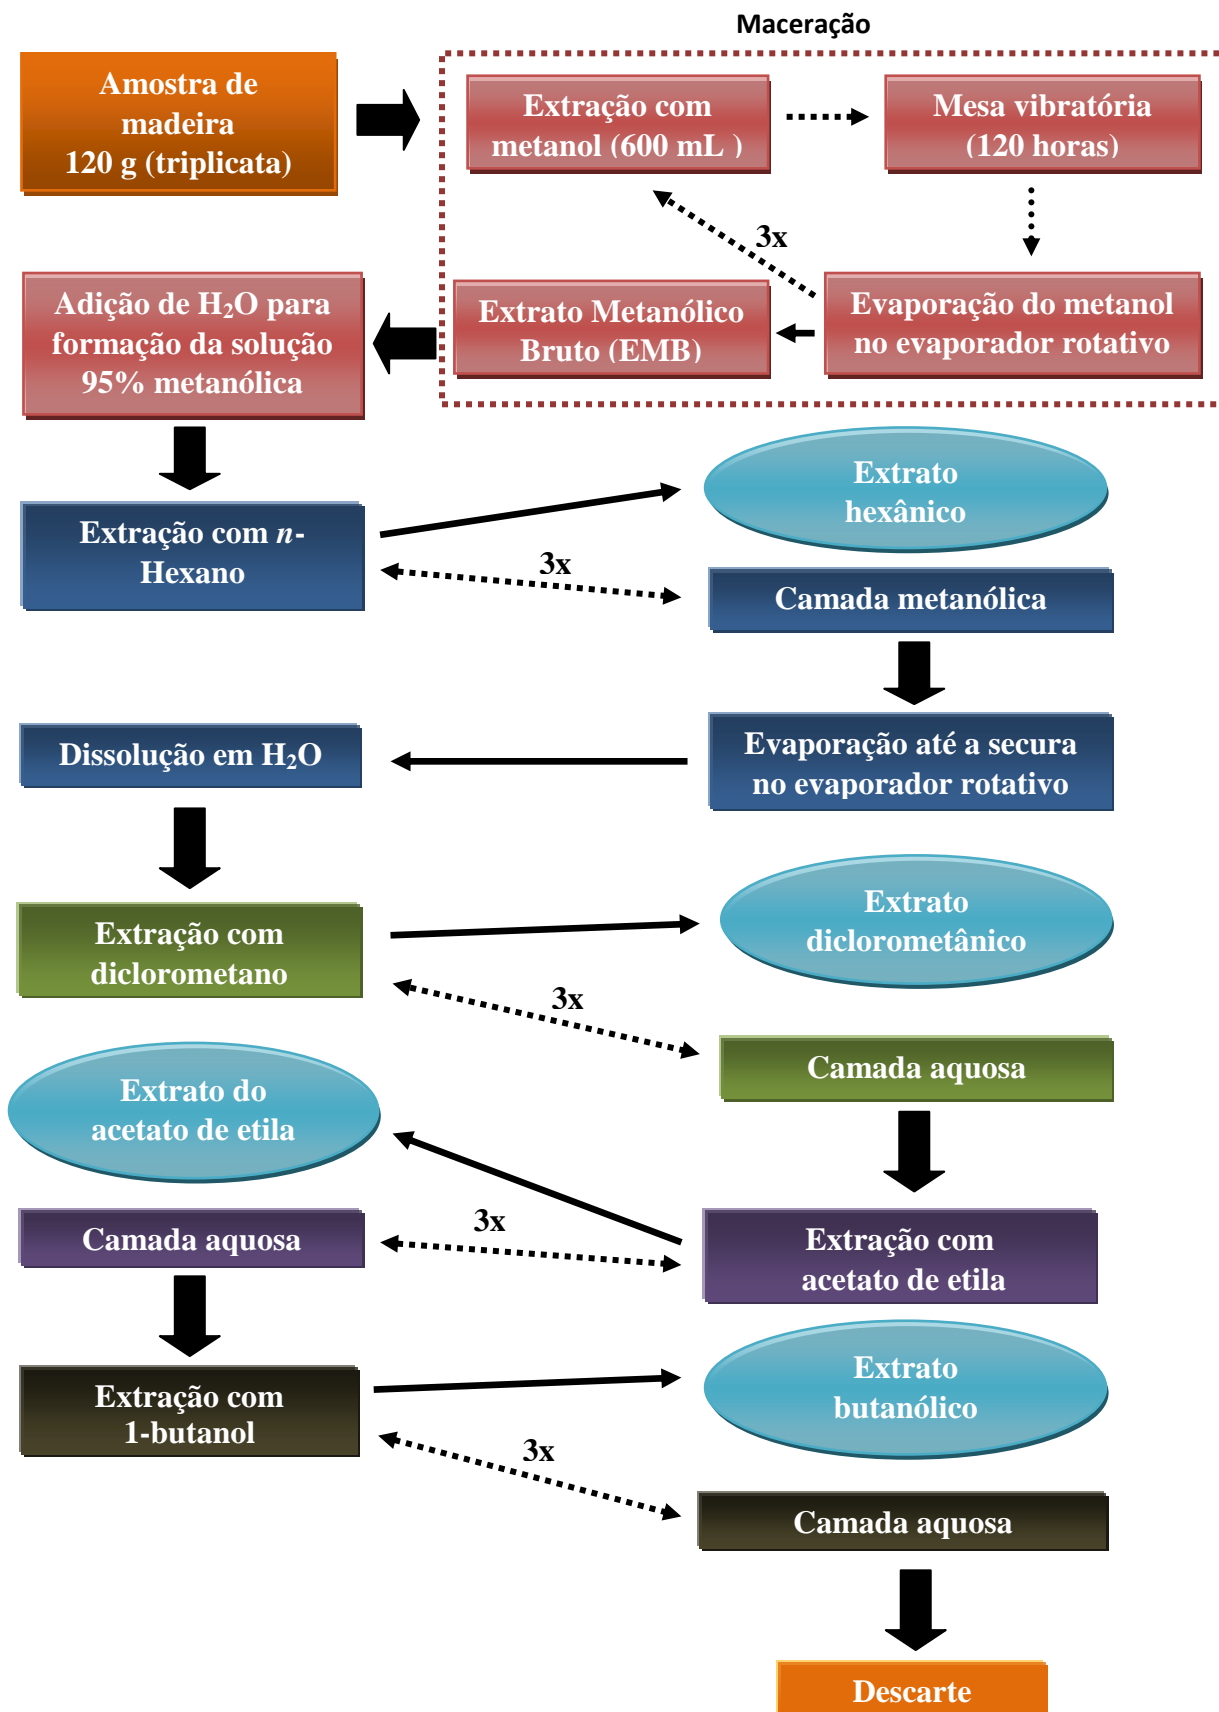 Maceração
Amostra de
madeira
120 g (triplicata)
Extração com
metanol (600 mL )
Mesa vibratória
(120 horas)
3x
Adição de H₂O para
formação da solução
95% metanólica
Extrato Metanólico
Bruto (EMB)
Evaporação do metanol
no evaporador rotativo
Extrato
hexânico
Extração com n-
Hexano
3x
Camada metanólica
Dissolução em H₂O
Evaporação até a secura
no evaporador rotativo
Extrato
diclorometânico
Extração com
diclorometano
3x
Camada aquosa
Extrato do
acetato de etila
Camada aquosa
3x
Extração com
acetato de etila
Extração com
1-butanol
Extrato
butanólico
3x
Camada aquosa
Descarte